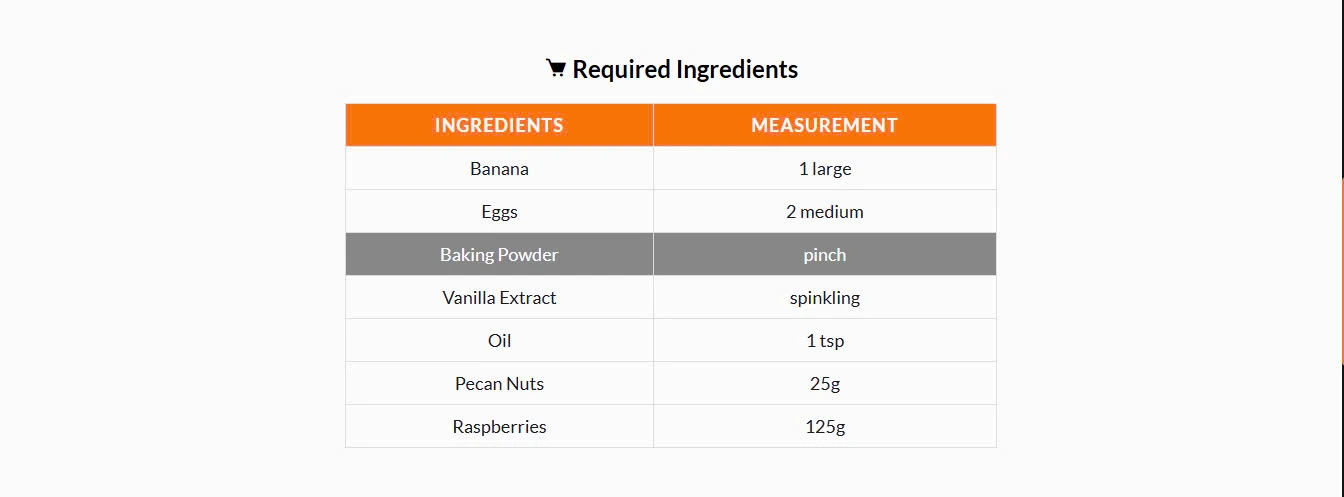 Required Ingredients
INGREDIENTS MEASUREMENT
Banana 1 large
Eggs 2 medium
Baking Powder pinch
Vanilla Extract spinkling
Oil 1 tsp
Pecan Nuts 25g
Raspberries 125g